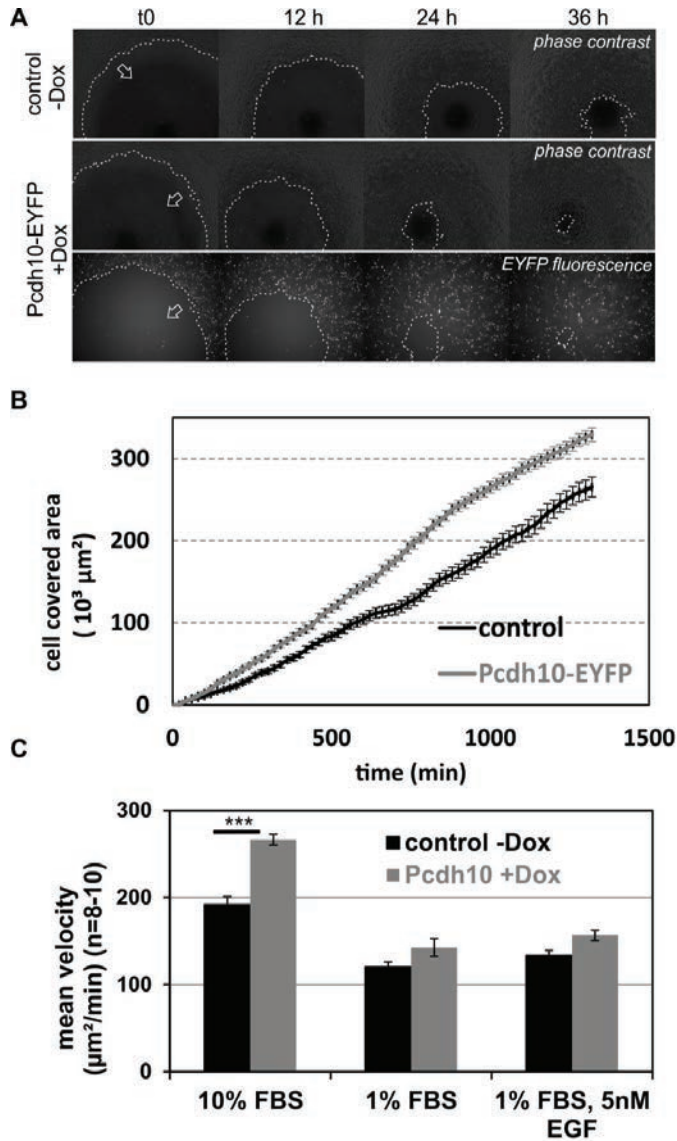 A
t0 12 h 24 h 36 h
control
-Dox
phase contrast
Pcdh10-EYFP
+Dox
phase contrast
EYFP fluorescence
B
cell covered area
( 10³ µm²)
300
200
100
0
control
Pcdh10-EYFP
0 500 1000 1500
time (min)
C
mean velocity
(µm²/min) (n=8-10)
300
200
100
0
***
control -Dox
Pcdh10 +Dox
10% FBS 1% FBS 1% FBS, 5nM
EGF